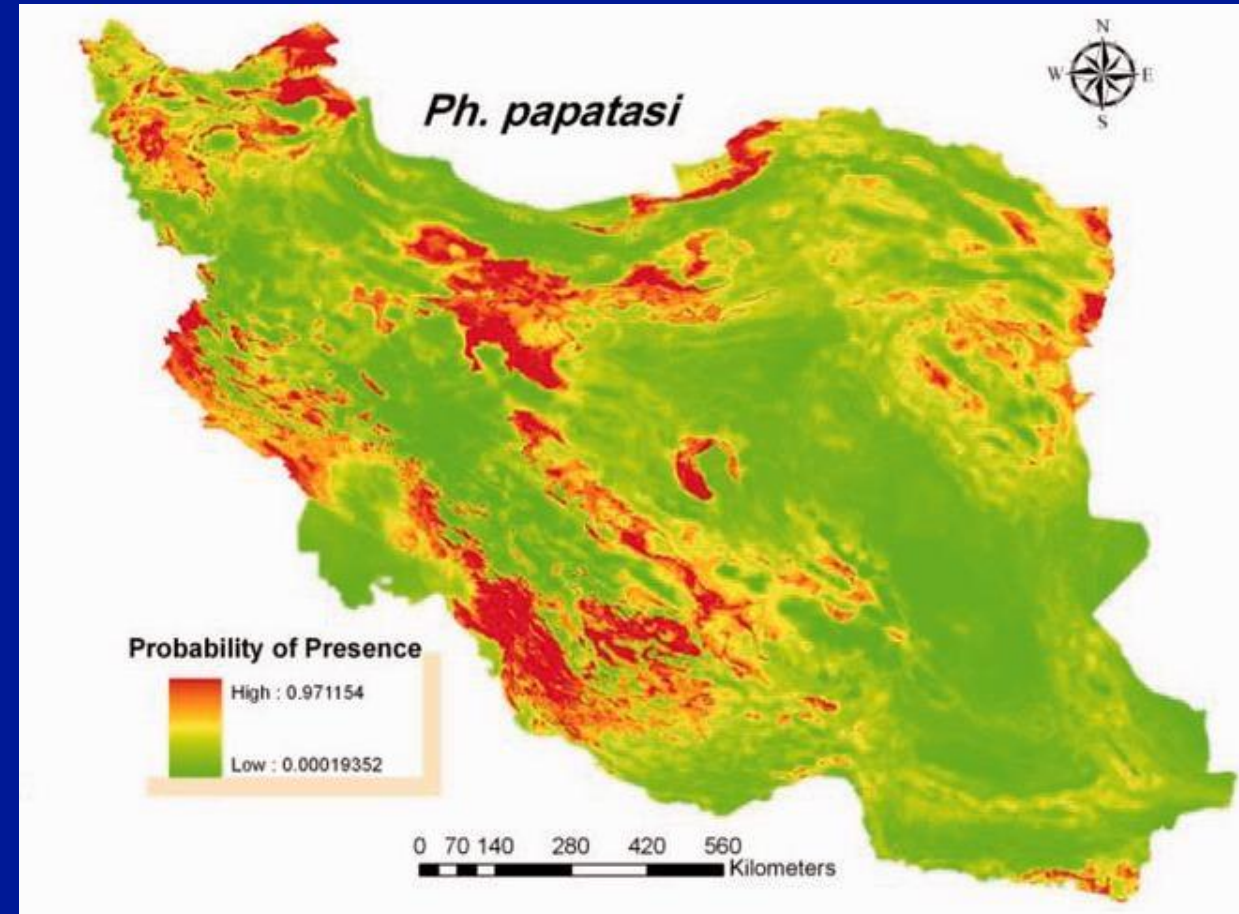 N
W E
S
Ph. papatasi
Probability of Presence
High : 0.971154
Low : 0.00019352
0 70 140 280 420 560
Kilometers